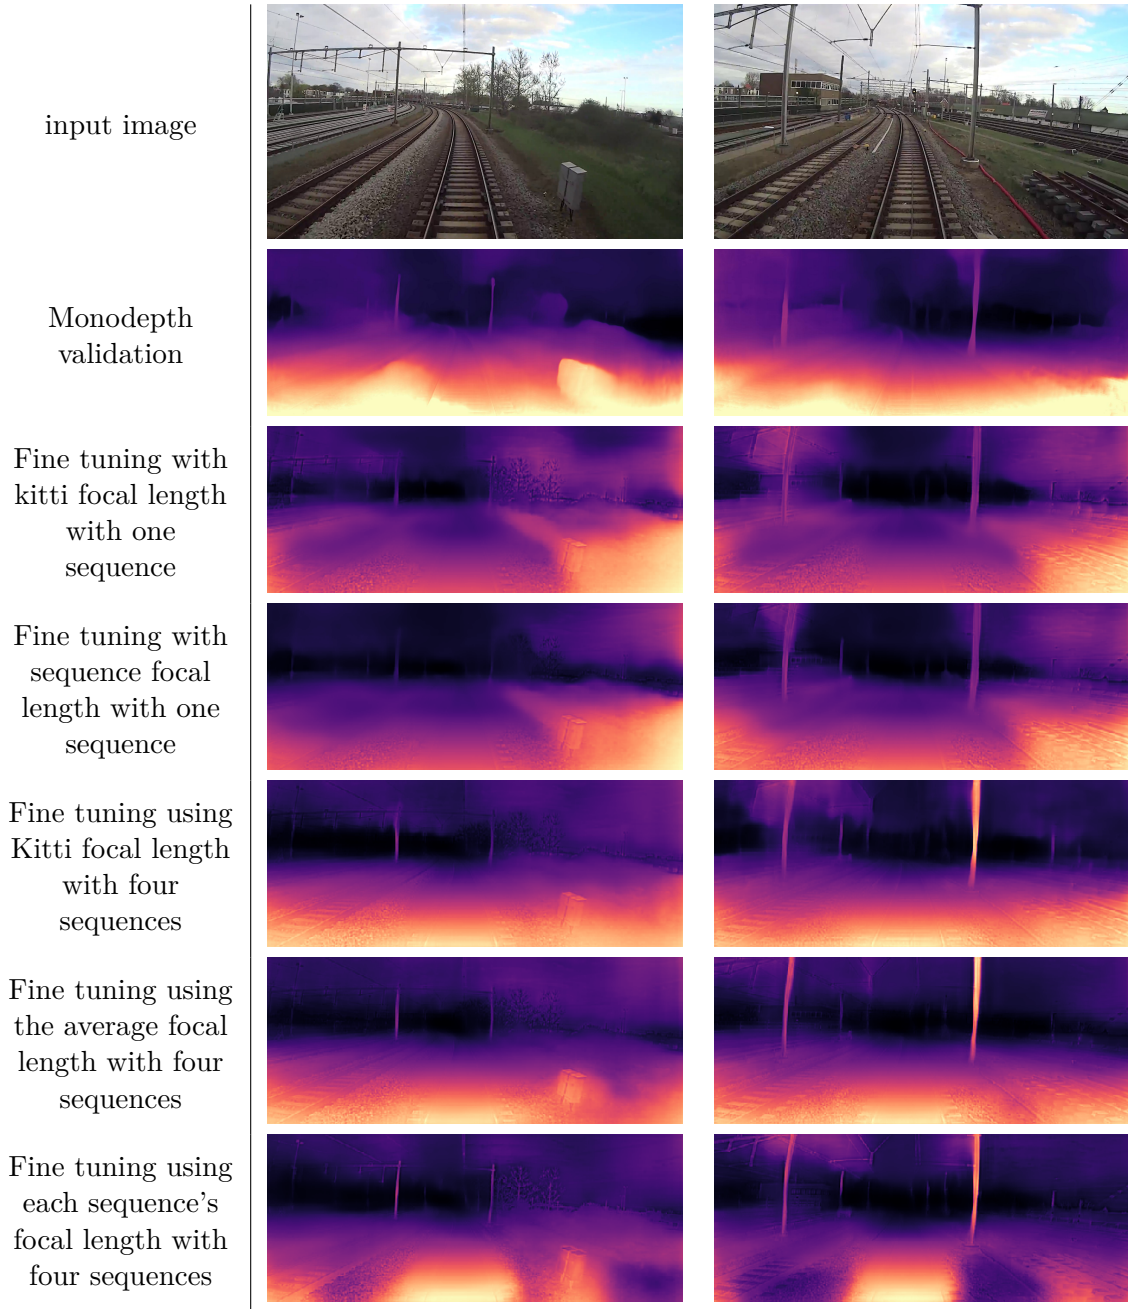 input image
Monodepth
validation
Fine tuning with
kitti focal length
with one
sequence
Fine tuning with
sequence focal
length with one
sequence
Fine tuning using
Kitti focal length
with four
sequences
Fine tuning using
the average focal
length with four
sequences
Fine tuning using
each sequence's
focal length with
four sequences